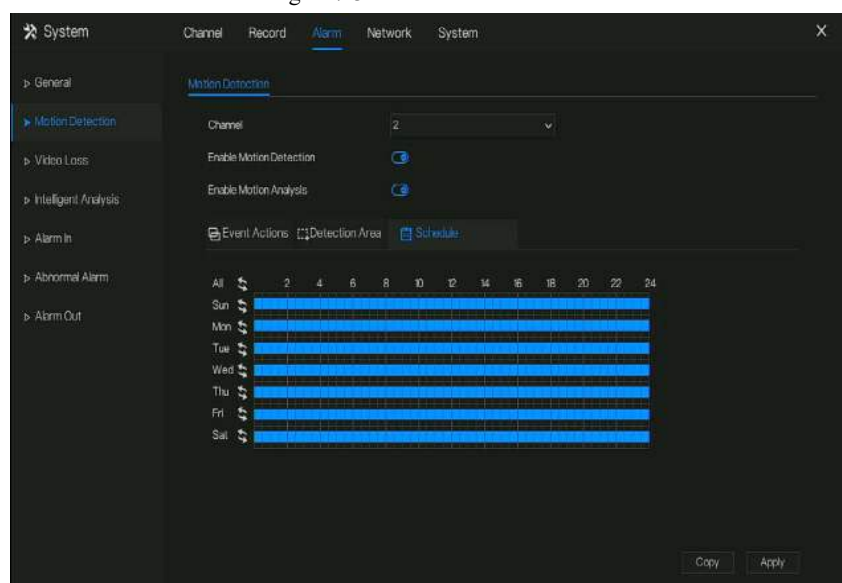 System Channel Record Alarm Network System X
General
Motion Detection
Motion Detection
Channel 2
Enable Motion Detection
Video Loss
Enable Motion Analysis
Intelligent Analysis
Event Actions Detection Area Schedule
Alarm In
Abnormal Alarm
Alarm Out
All 2 4 6 8 10 12 14 16 18 20 22 24
Sun
Mon
Tue
Wed
Thu
Fri
Sat
Copy Apply